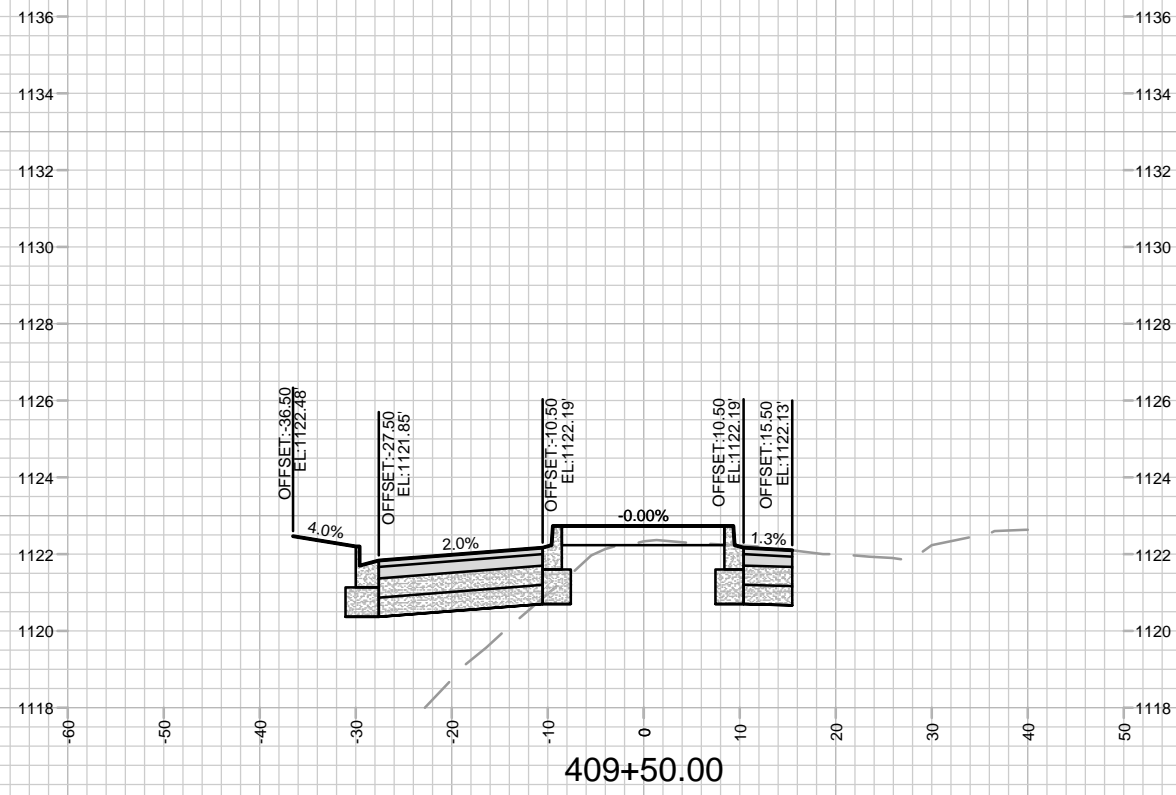 1136 1136
1134 1134
1132 1132
1130 1130
1128 1128
1126 1126
1124 1124
1122 1122
1120 1120
1118 1118
OFFSET:-36.50
EL:1122.48'
OFFSET:-27.50
EL:1121.85'
OFFSET:-10.50
EL:1122.19'
OFFSET:10.50
EL:1122.19'
OFFSET:15.50
EL:1122.13'
4.0% 2.0% -0.00% 1.3%
-60 -50 -40 -30 -20 -10 0 10 20 30 40 50
409+50.00